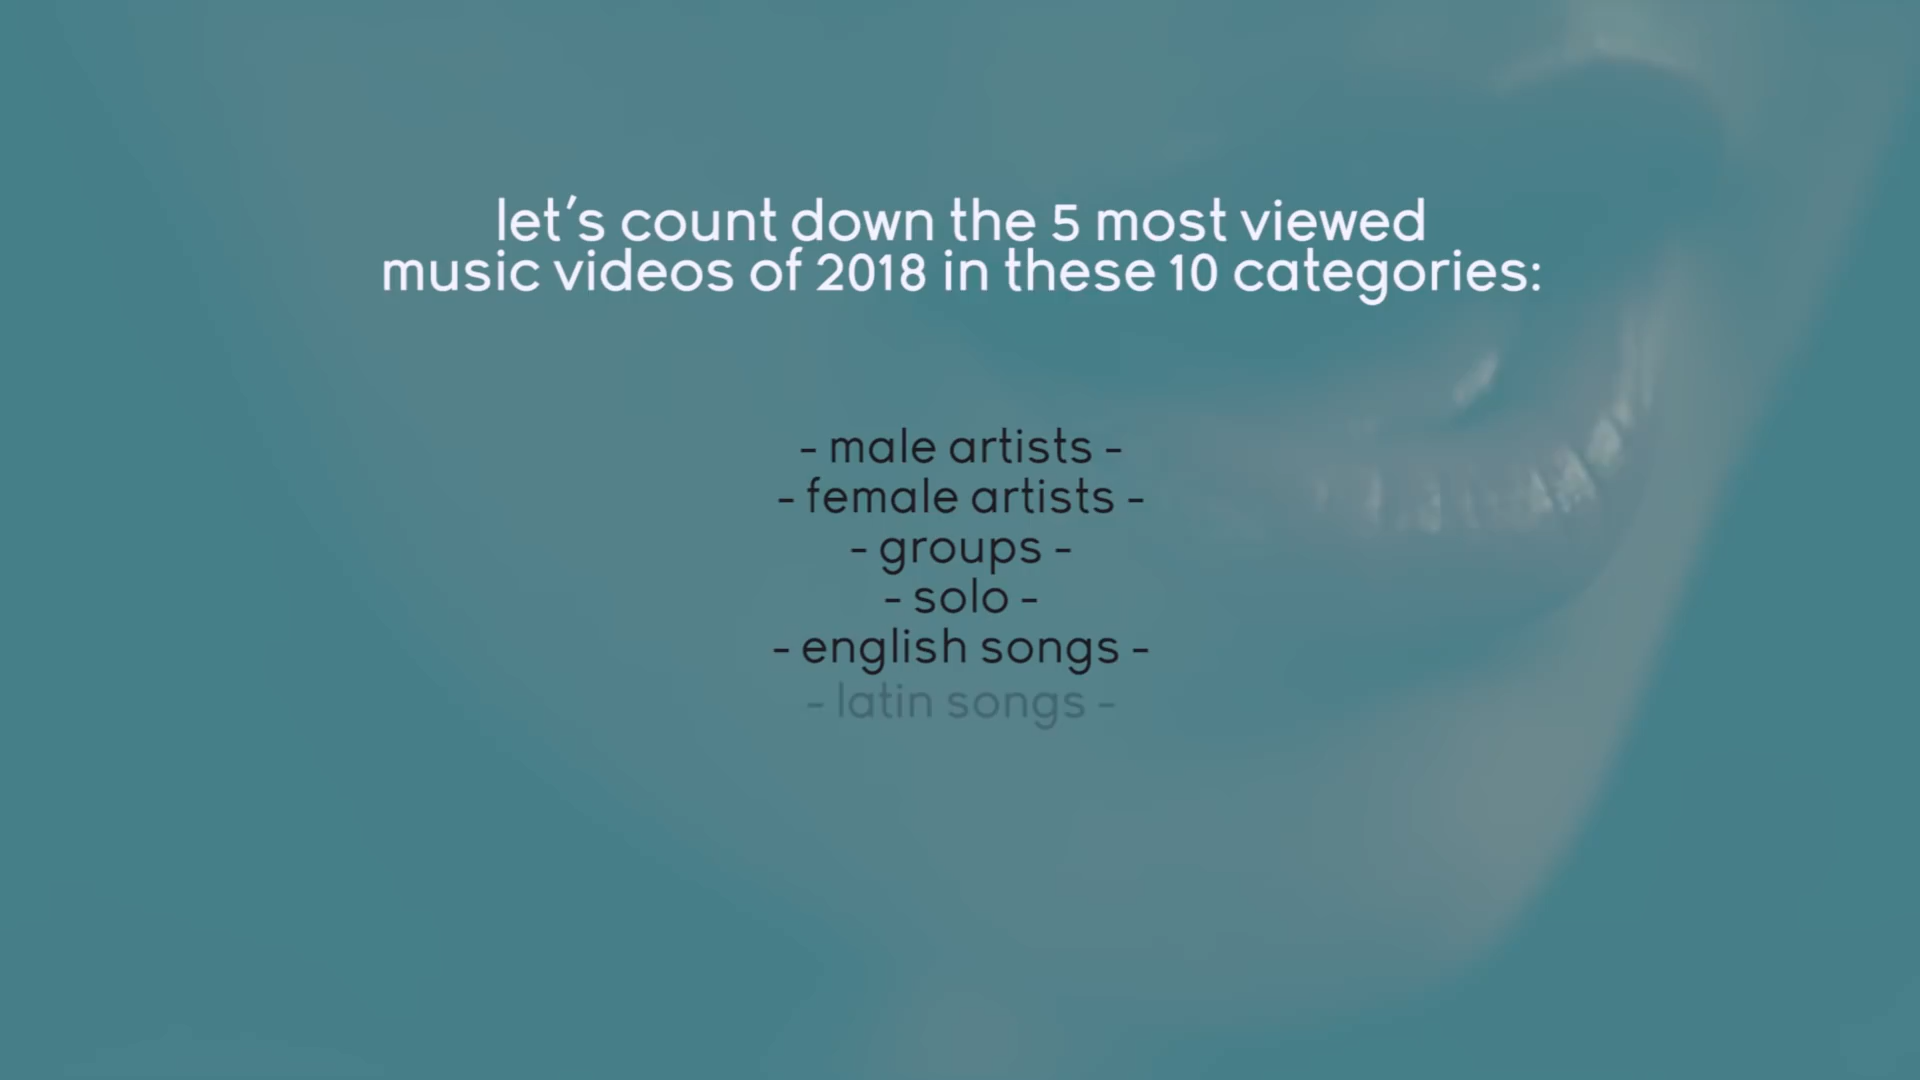 let's count down the 5 most viewed
music videos of 2018 in these 10 categories:
- male artists -
- female artists -
- groups -
- solo -
- english songs -
- latin songs -